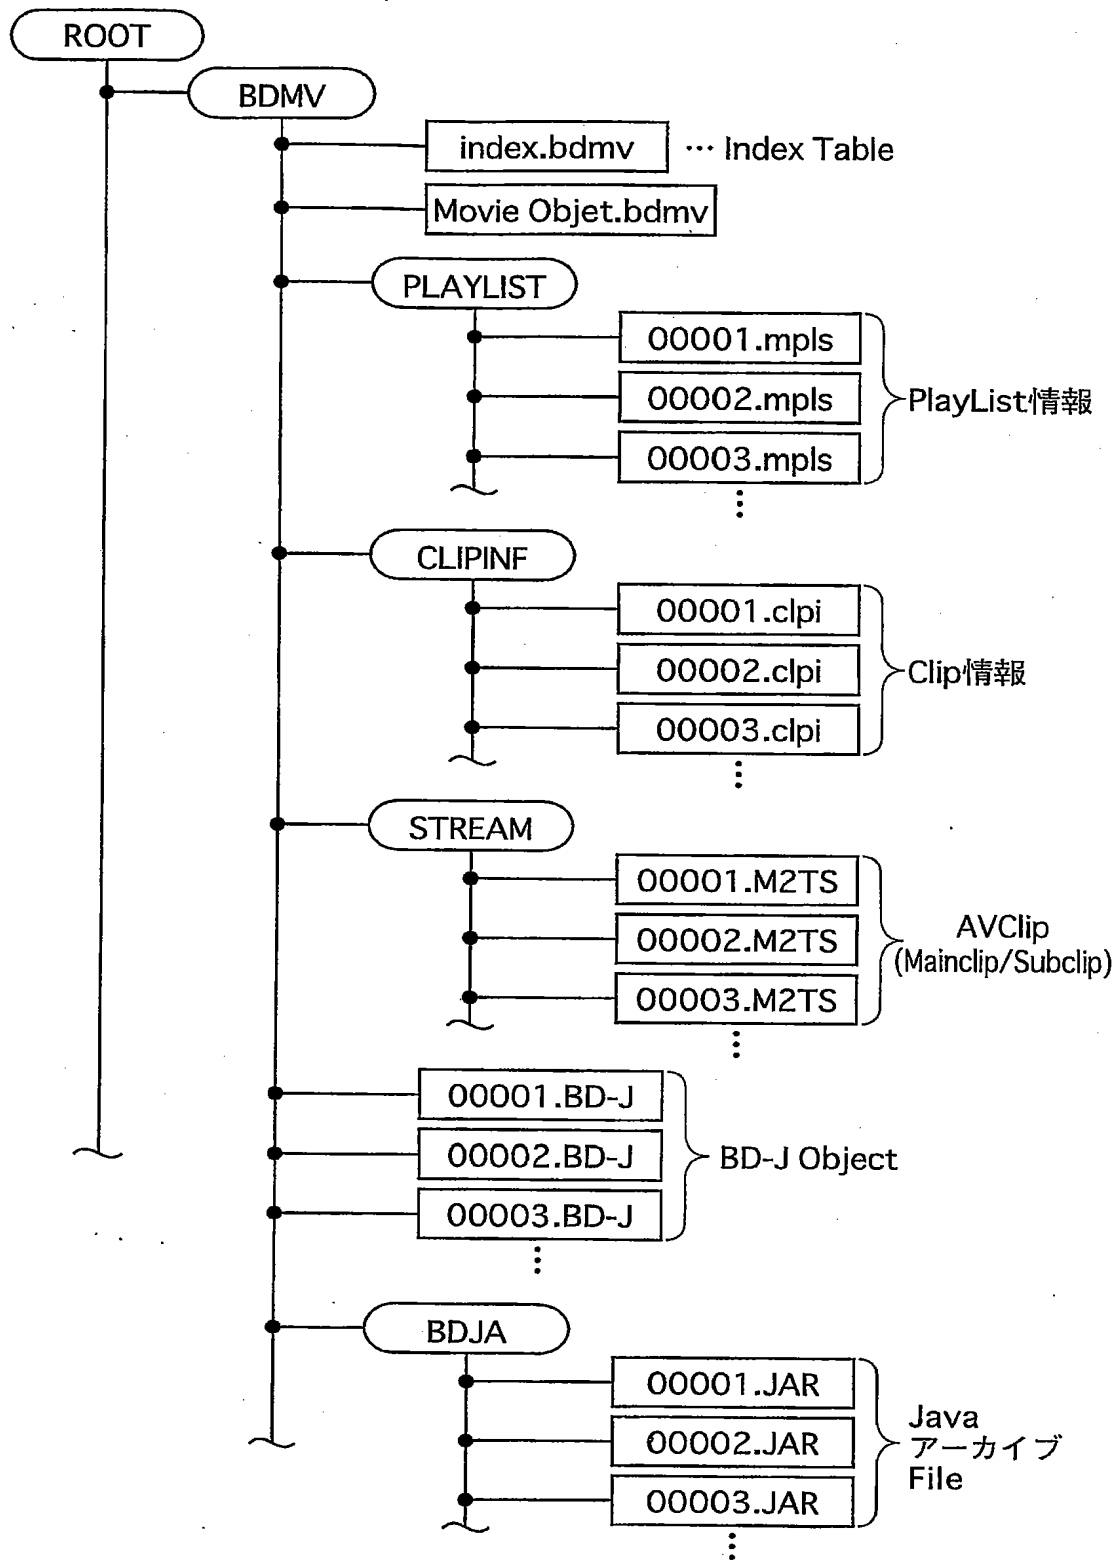 ROOT
BDMV
index.bdmv
… Index Table
Movie Objet.bdmv
PLAYLIST
00001.mpls
00002.mpls
00003.mpls
PlayList情報
CLIPINF
00001.clpi
00002.clpi
00003.clpi
Clip情報
STREAM
00001.M2TS
00002.M2TS
00003.M2TS
AVClip
(Mainclip/Subclip)
00001.BD-J
00002.BD-J
00003.BD-J
BD-J Object
BDJA
00001.JAR
00002.JAR
00003.JAR
Java
アーカイブ
File